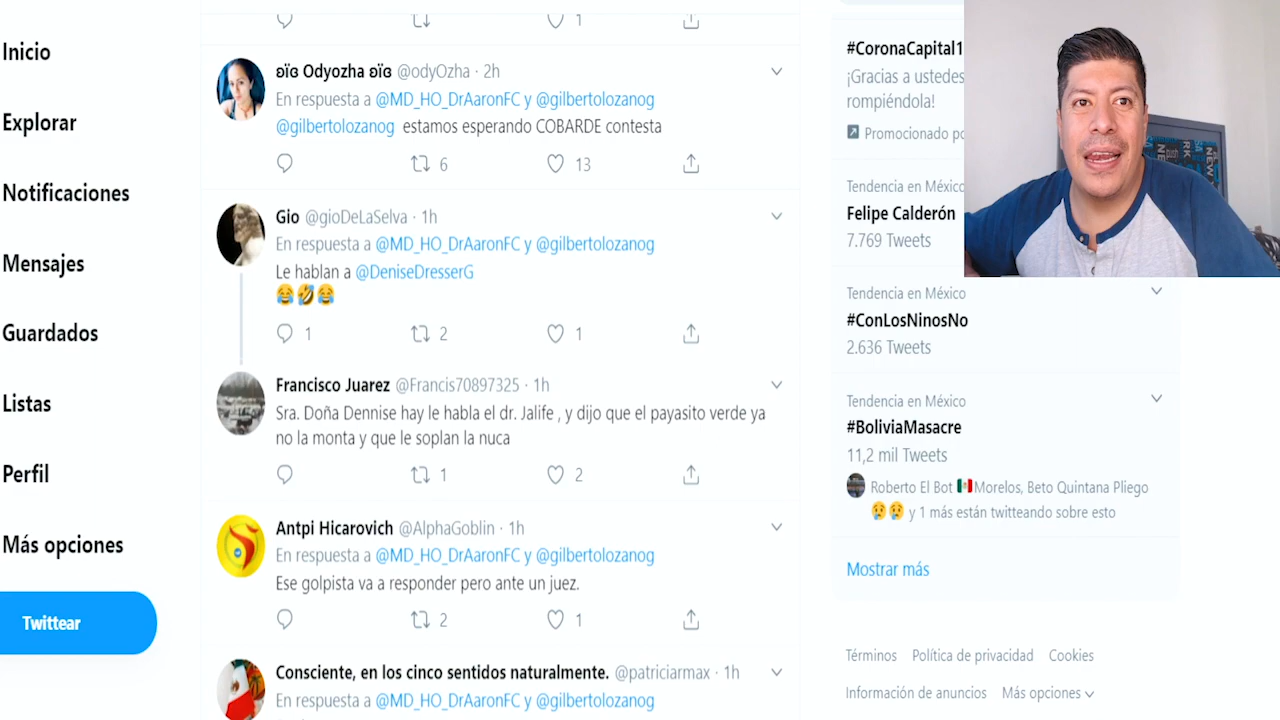 Inicio
Explorar
Notificaciones
Mensajes
Guardados
Listas
Perfil
Más opciones
Twittear
1
ʚïɞ Odyozha ʚïɞ @odyOzha · 2h
En respuesta a @MD_HO_DrAaronFC y @gilbertolozanog
@gilbertolozanog estamos esperando COBARDE contesta
6 13
Gio @gioDeLaSelva · 1h
En respuesta a @MD_HO_DrAaronFC y @gilbertolozanog
Le hablan a @DeniseDresserG
😂🤣😂
1 2 1
Francisco Juarez @Francis70897325 · 1h
Sra. Doña Dennise hay le habla el dr. Jalife , y dijo que el payasito verde ya
no la monta y que le soplan la nuca
1 2
Antpi Hicarovich @AlphaGoblin · 1h
En respuesta a @MD_HO_DrAaronFC y @gilbertolozanog
Ese golpista va a responder pero ante un juez.
2 1
Consciente, en los cinco sentidos naturalmente. @patriciarmax · 1h
En respuesta a @MD_HO_DrAaronFC y @gilbertolozanog
#CoronaCapital1
¡Gracias a ustedes
rompiéndola!
Promocionado po
Tendencia en México
Felipe Calderón
7.769 Tweets
Tendencia en México
#ConLosNinosNo
2.636 Tweets
Tendencia en México
#BoliviaMasacre
11,2 mil Tweets
Roberto El Bot 🇲🇽Morelos, Beto Quintana Pliego
😢😢 y 1 más están twitteando sobre esto
Mostrar más
Términos Política de privacidad Cookies
Información de anuncios Más opciones